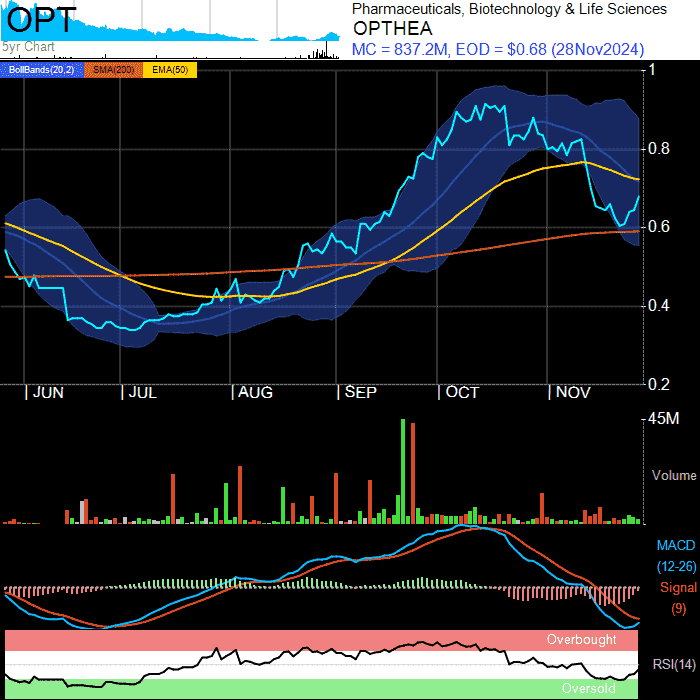 OPT
5yr Chart
Pharmaceuticals, Biotechnology & Life Sciences
OPTHEA
MC = 837.2M, EOD = $0.68 (28Nov2024)
BollBands(20,2) SMA(200) EMA(50)
1
0.8
0.6
0.4
0.2
JUN JUL AUG SEP OCT NOV
45M
Volume
MACD
(12-26)
Signal
(9)
Overbought
RSI(14)
Oversold